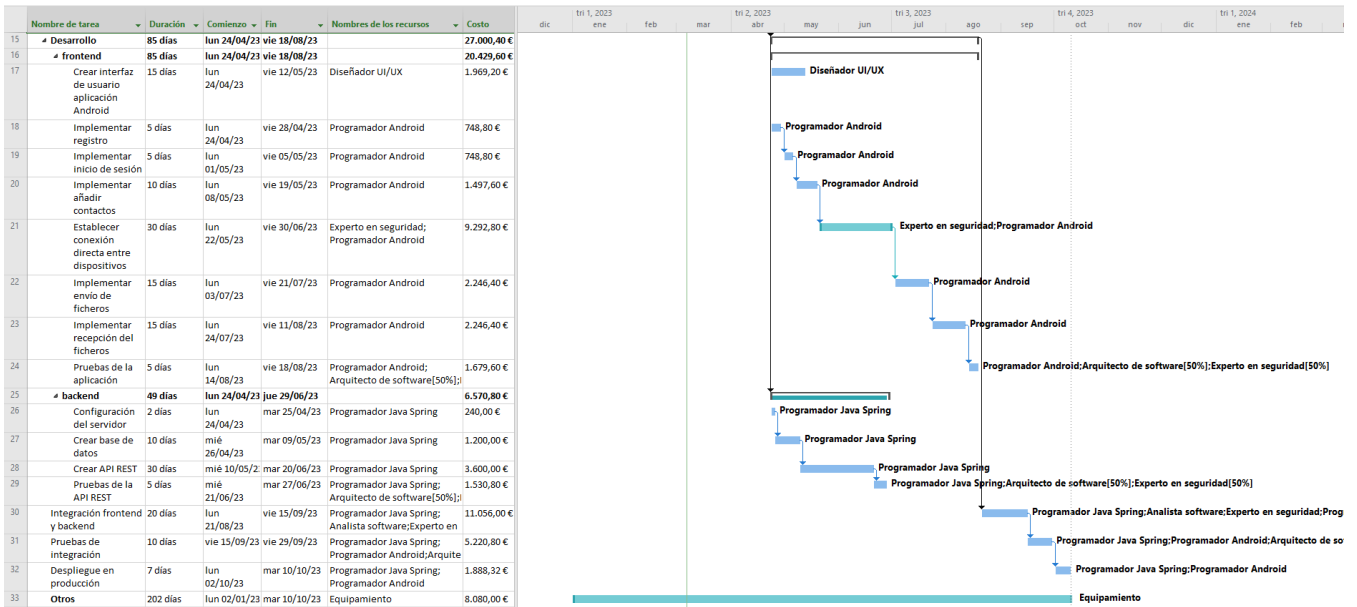 Nombre de tarea Duración Comienzo Fin Nombres de los recursos Costo
tri 1, 2023 tri 2, 2023 tri 3, 2023 tri 4, 2023 tri 1, 2024
dic ene feb mar abr may jun jul ago sep oct nov dic ene feb
15 Desarrollo 85 días lun 24/04/23 vie 18/08/23 27.000,40 €
16 frontend 85 días lun 24/04/23 vie 18/08/23 20.429,60 €
17 Crear interfaz 15 días lun vie 12/05/23 Diseñador UI/UX 1.969,20 € Diseñador UI/UX
de usuario 24/04/23
aplicación
Android
18 Implementar 5 días lun vie 28/04/23 Programador Android 748,80 € Programador Android
registro 24/04/23
19 Implementar 5 días lun vie 05/05/23 Programador Android 748,80 € Programador Android
inicio de sesión 01/05/23
20 Implementar 10 días lun vie 19/05/23 Programador Android 1.497,60 € Programador Android
añadir 08/05/23
contactos
21 Establecer 30 días lun vie 30/06/23 Experto en seguridad; 9.292,80 € Experto en seguridad;Programador Android
conexión 22/05/23 Programador Android
directa entre
dispositivos
22 Implementar 15 días lun vie 21/07/23 Programador Android 2.246,40 € Programador Android
envío de 03/07/23
ficheros
23 Implementar 15 días lun vie 11/08/23 Programador Android 2.246,40 € Programador Android
recepción del 24/07/23
ficheros
24 Pruebas de la 5 días lun vie 18/08/23 Programador Android; 1.679,60 € Programador Android;Arquitecto de software[50%];Experto en seguridad[50%]
aplicación 14/08/23 Arquitecto de software[50%];
25 backend 49 días lun 24/04/23 jue 29/06/23 6.570,80 €
26 Configuración 2 días lun mar 25/04/23 Programador Java Spring 240,00 € Programador Java Spring
del servidor 24/04/23
27 Crear base de 10 días mié mar 09/05/23 Programador Java Spring 1.200,00 € Programador Java Spring
datos 26/04/23
28 Crear API REST 30 días mié 10/05/2 mar 20/06/23 Programador Java Spring 3.600,00 € Programador Java Spring
29 Pruebas de la 5 días mié mar 27/06/23 Programador Java Spring; 1.530,80 € Programador Java Spring;Arquitecto de software[50%];Experto en seguridad[50%]
API REST 21/06/23 Arquitecto de software[50%];
30 Integración frontend 20 días lun vie 15/09/23 Programador Java Spring; 11.056,00 € Programador Java Spring;Analista software;Experto en seguridad;Prog
y backend 21/08/23 Analista software;Experto en
31 Pruebas de 10 días vie 15/09/23 vie 29/09/23 Programador Java Spring; 5.220,80 € Programador Java Spring;Programador Android;Arquitecto de so
integración Programador Android;Arquite
32 Despliegue en 7 días lun mar 10/10/23 Programador Java Spring; 1.888,32 € Programador Java Spring;Programador Android
producción 02/10/23 Programador Android
33 Otros 202 días lun 02/01/23 mar 10/10/23 Equipamiento 8.080,00 € Equipamiento